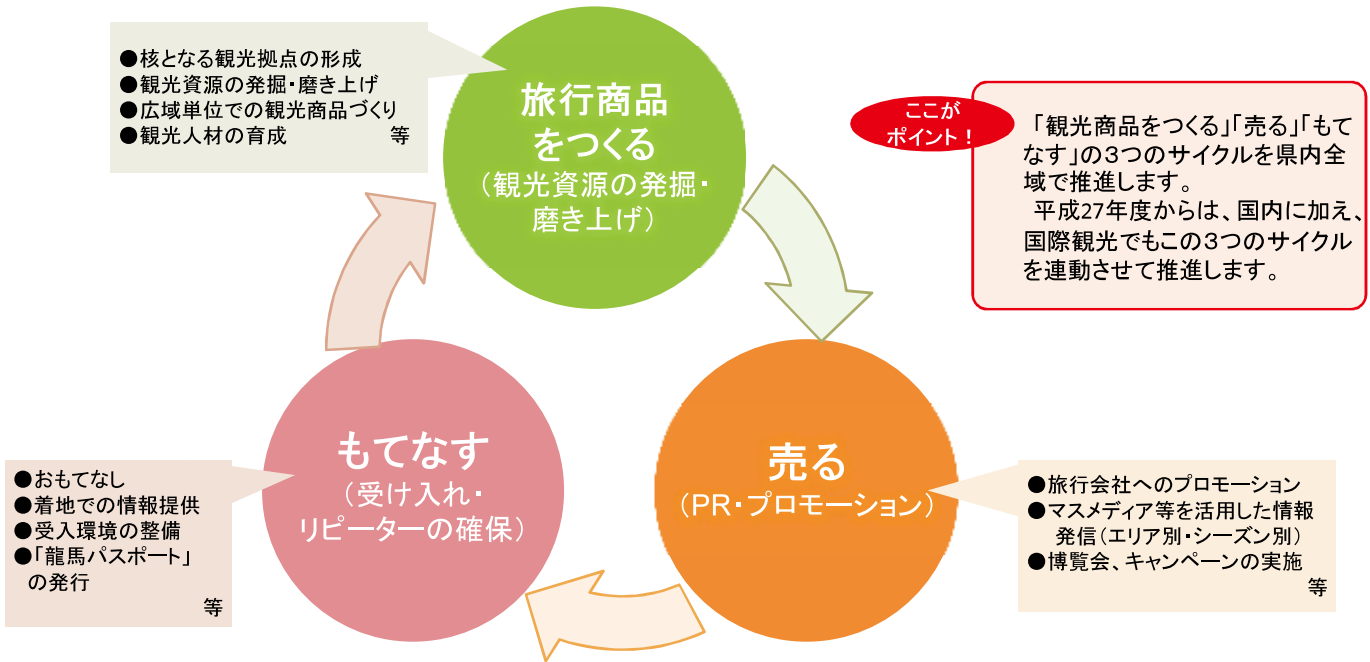 ●核となる観光拠点の形成
●観光資源の発掘・磨き上げ
●広域単位での観光商品づくり
●観光人材の育成 等
旅行商品
をつくる
（観光資源の発掘・
磨き上げ）
ここが
ポイント！
「観光商品をつくる」「売る」「もて
なす」の３つのサイクルを県内全
域で推進します。
平成27年度からは、国内に加え、
国際観光でもこの３つのサイクル
を連動させて推進します。
もてなす
（受け入れ・
リピーターの確保）
●おもてなし
●着地での情報提供
●受入環境の整備
●「龍馬パスポート」
の発行
等
売る
（PR・プロモーション）
●旅行会社へのプロモーション
●マスメディア等を活用した情報
発信（エリア別・シーズン別）
●博覧会、キャンペーンの実施
等